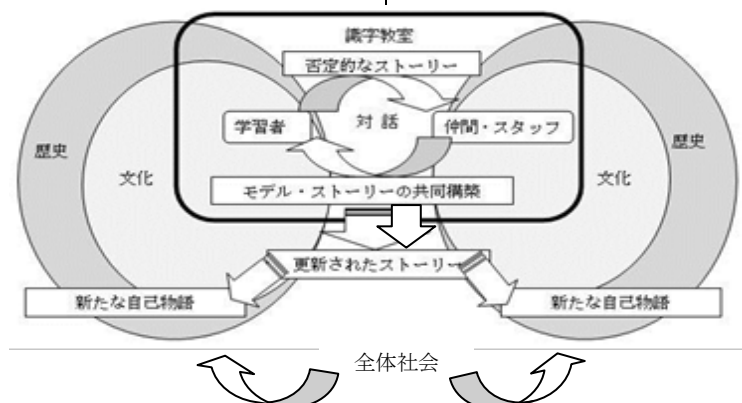 識字教室
否定的なストーリー
学習者
対 話
仲間・スタッフ
歴史
歴史
文化
文化
モデル・ストーリーの共同構築
更新されたストーリー
新たな自己物語
新たな自己物語
全体社会